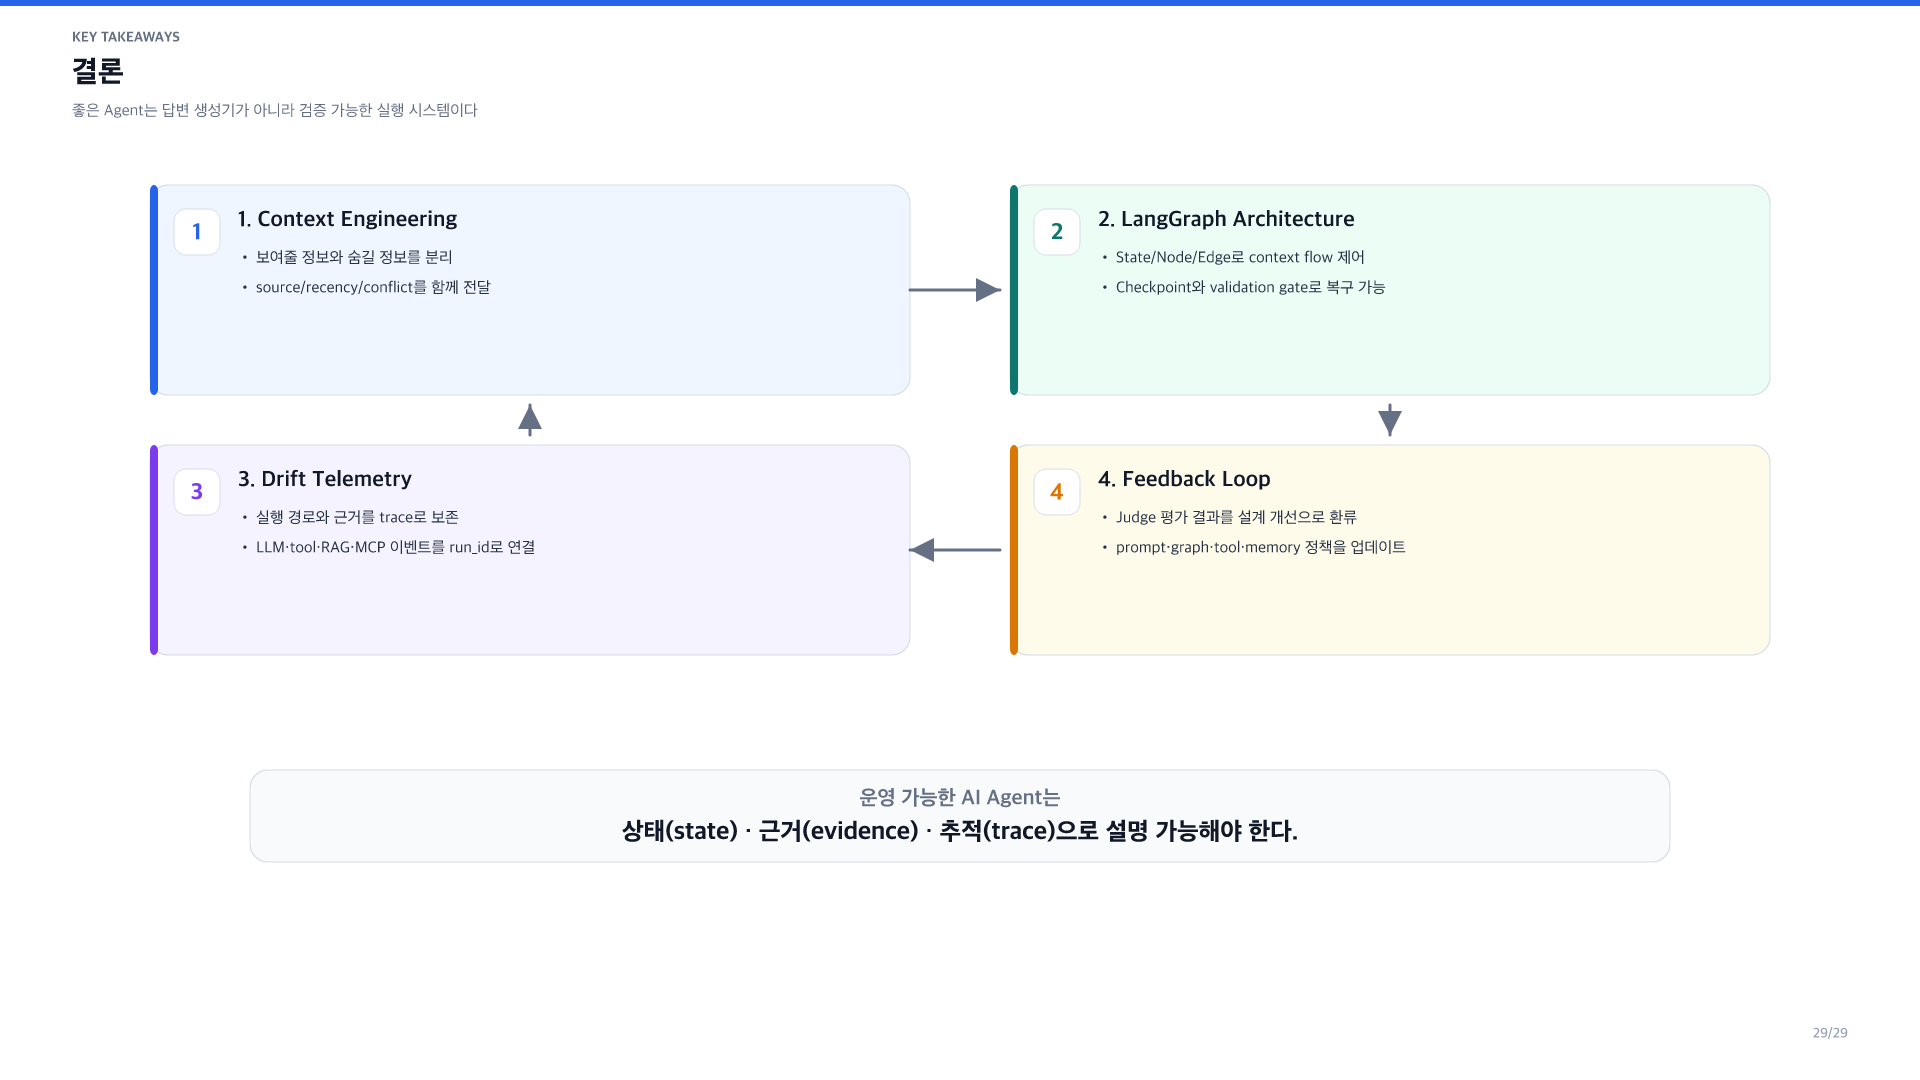 KEY TAKEAWAYS
결론
좋은 Agent는 답변 생성기가 아니라 검증 가능한 실행 시스템이다
1
1. Context Engineering
• 보여줄 정보와 숨길 정보를 분리
• source/recency/conflict를 함께 전달
2
2. LangGraph Architecture
• State/Node/Edge로 context flow 제어
• Checkpoint와 validation gate로 복구 가능
3
3. Drift Telemetry
• 실행 경로와 근거를 trace로 보존
• LLM·tool·RAG·MCP 이벤트를 run_id로 연결
4
4. Feedback Loop
• Judge 평가 결과를 설계 개선으로 환류
• prompt·graph·tool·memory 정책을 업데이트
운영 가능한 AI Agent는
상태(state) · 근거(evidence) · 추적(trace)으로 설명 가능해야 한다.
29/29